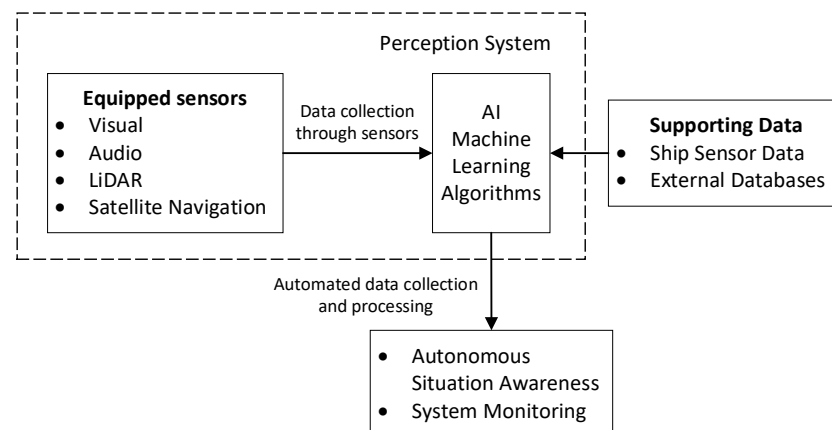 Perception System
Equipped sensors
• Visual
• Audio
• LiDAR
• Satellite Navigation
Data collection
through sensors
AI
Machine
Learning
Algorithms
Supporting Data
• Ship Sensor Data
• External Databases
Automated data collection
and processing
• Autonomous
Situation Awareness
• System Monitoring